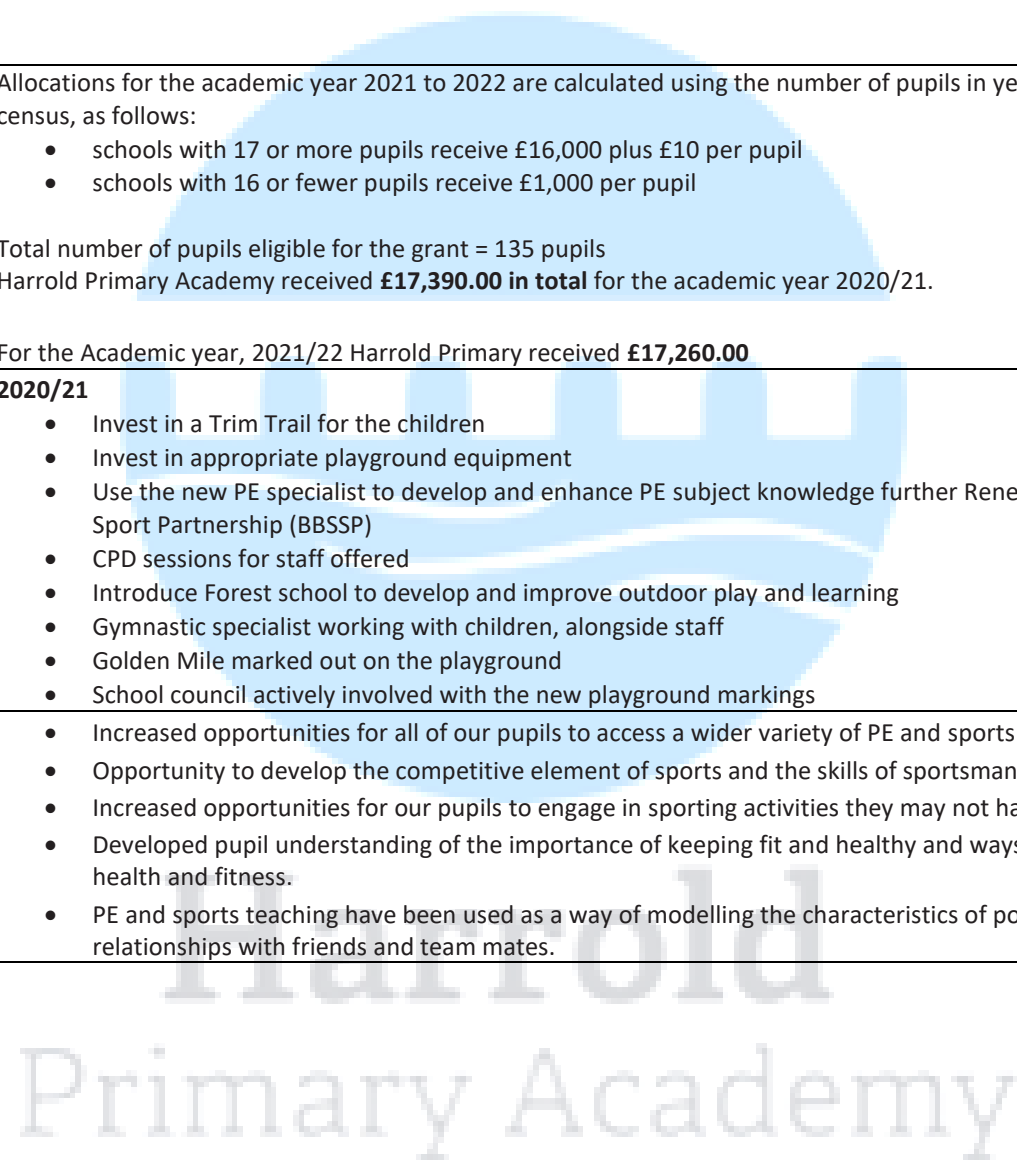 Allocations for the academic year 2021 to 2022 are calculated using the number of pupils in ye
census, as follows:
• schools with 17 or more pupils receive £16,000 plus £10 per pupil
• schools with 16 or fewer pupils receive £1,000 per pupil
Total number of pupils eligible for the grant = 135 pupils
Harrold Primary Academy received £17,390.00 in total for the academic year 2020/21.
For the Academic year, 2021/22 Harrold Primary received £17,260.00
2020/21
• Invest in a Trim Trail for the children
• Invest in appropriate playground equipment
• Use the new PE specialist to develop and enhance PE subject knowledge further Rene
Sport Partnership (BBSSP)
• CPD sessions for staff offered
• Introduce Forest school to develop and improve outdoor play and learning
• Gymnastic specialist working with children, alongside staff
• Golden Mile marked out on the playground
• School council actively involved with the new playground markings
• Increased opportunities for all of our pupils to access a wider variety of PE and sports
• Opportunity to develop the competitive element of sports and the skills of sportsman
• Increased opportunities for our pupils to engage in sporting activities they may not ha
• Developed pupil understanding of the importance of keeping fit and healthy and ways
health and fitness.
• PE and sports teaching have been used as a way of modelling the characteristics of po
relationships with friends and team mates.
Harrold
Primary Academy